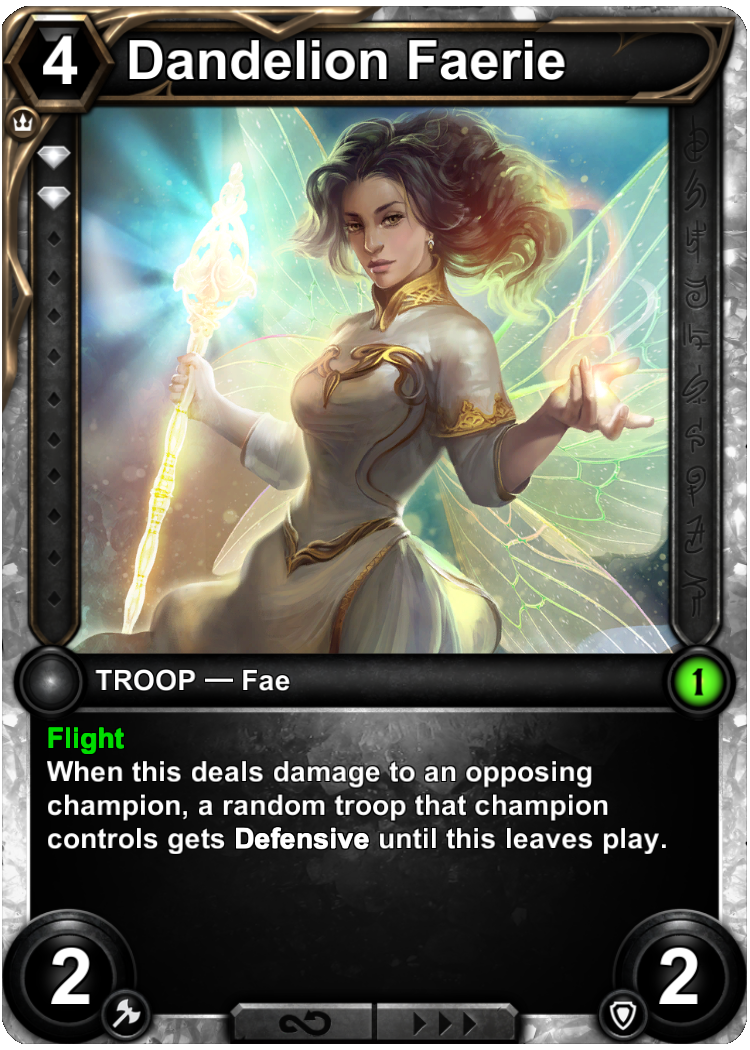 4 Dandelion Faerie
TROOP — Fae
1
Flight
When this deals damage to an opposing
champion, a random troop that champion
controls gets Defensive until this leaves play.
2
2